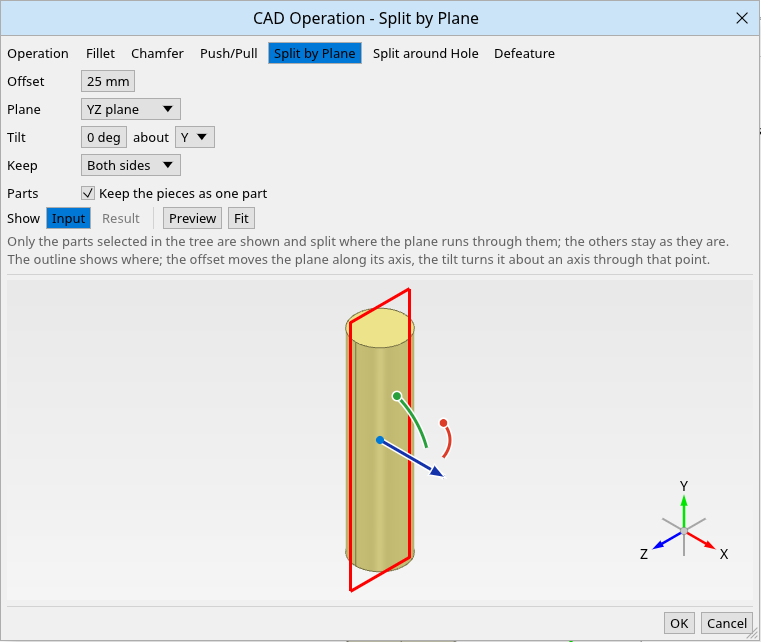 CAD Operation - Split by Plane
Operation Fillet Chamfer Push/Pull Split by Plane Split around Hole Defeature
Offset 25 mm
Plane YZ plane
Tilt 0 deg about Y
Keep Both sides
Parts Keep the pieces as one part
Show Input Result Preview Fit
Only the parts selected in the tree are shown and split where the plane runs through them; the others stay as they are.
The outline shows where; the offset moves the plane along its axis, the tilt turns it about an axis through that point.
Y
Z X
OK Cancel